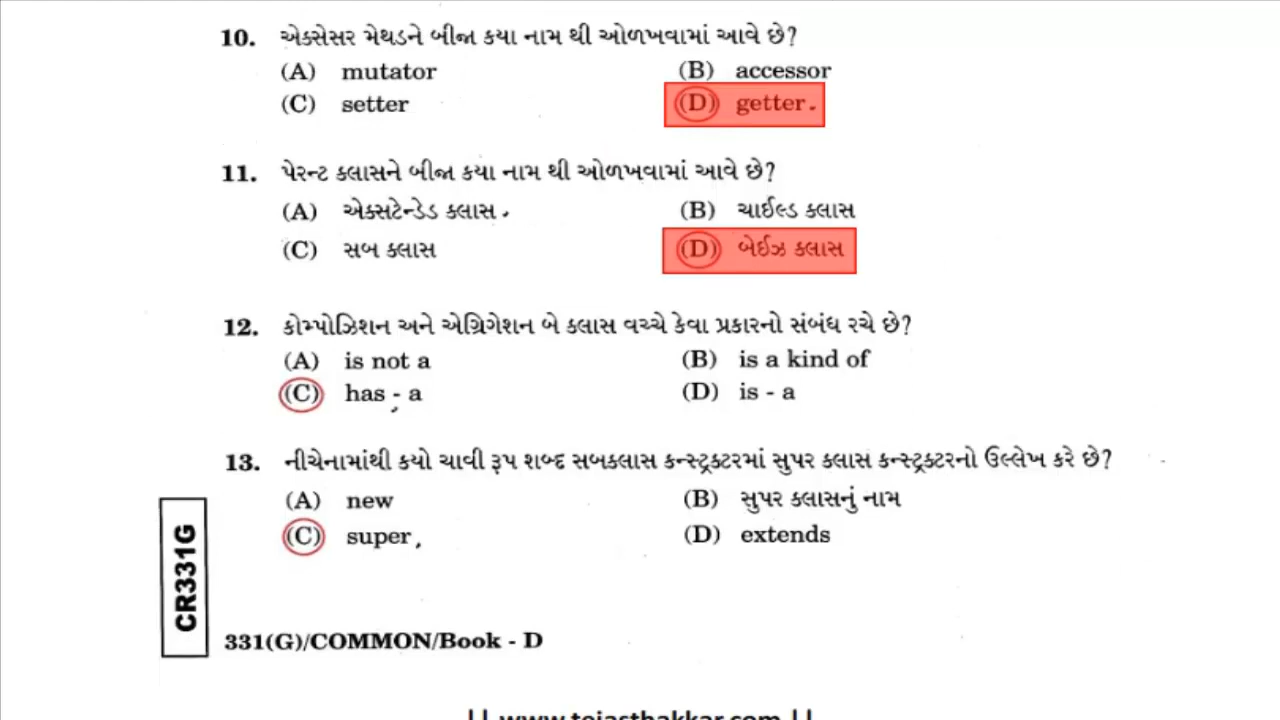 10. એક્સેસર મેથડને બીજા કયા નામ થી ઓળખવામાં આવે છે?
(A) mutator (B) accessor
(C) setter (D) getter.
11. પેરન્ટ ક્લાસને બીજા કયા નામ થી ઓળખવામાં આવે છે?
(A) એક્સટેન્ડેડ ક્લાસ. (B) ચાઈલ્ડ ક્લાસ
(C) સબ ક્લાસ (D) બેઈઝ ક્લાસ
12. કોમ્પોઝિશન અને એગ્રિગેશન બે ક્લાસ વચ્ચે કેવા પ્રકારનો સંબંધ રચે છે?
(A) is not a (B) is a kind of
(C) has - a (D) is - a
13. નીચેનામાંથી કયો ચાવી રૂપ શબ્દ સબક્લાસ કન્સ્ટ્રક્ટરમાં સુપર ક્લાસ કન્સ્ટ્રક્ટરનો ઉલ્લેખ કરે છે?
(A) new (B) સુપર ક્લાસનું નામ
(C) super, (D) extends
CR331G
331(G)/COMMON/Book - D
|| www.tejasthakkar.com ||